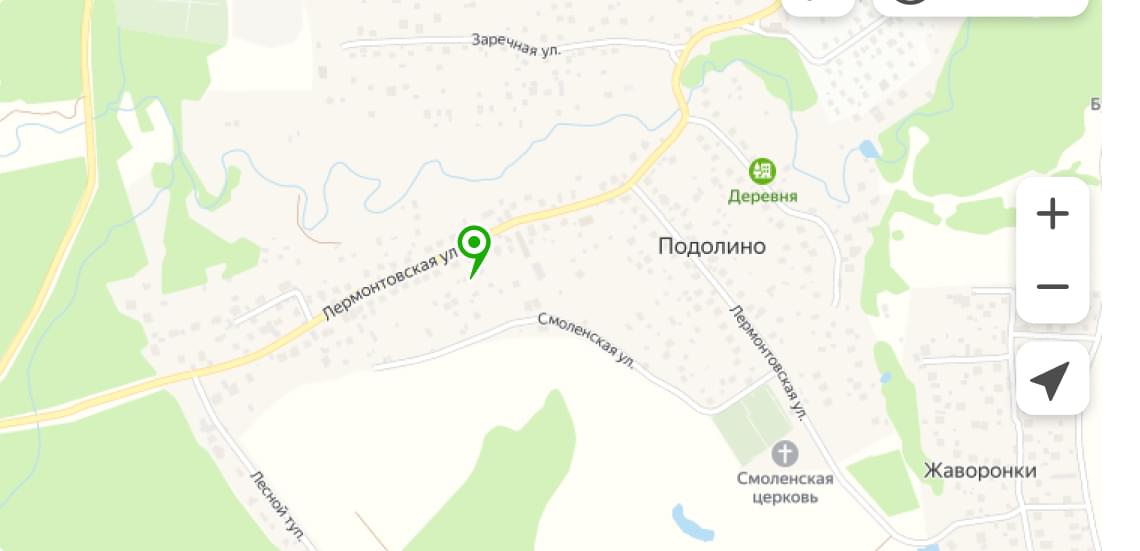 Заречная ул.
Б
Деревня
Подолино
Лермонтовская ул
Смоленская ул.
Лермонтовская ул.
Смоленская
церковь
Жаворонки
Лесной туп.